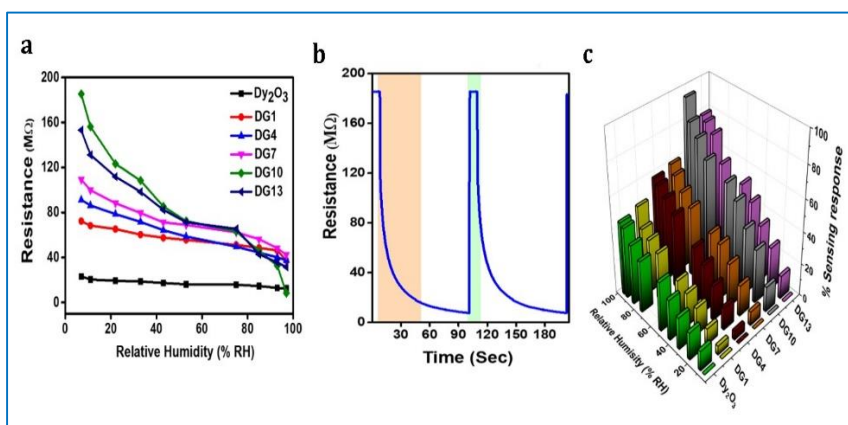 a
Resistance (MΩ)
200
160
120
80
40
0
Dy₂O₃
DG1
DG4
DG7
DG10
DG13
0 20 40 60 80 100
Relative Humidity (% RH)
b
Resistance (MΩ)
200
160
120
80
40
0
30 60 90 120 150 180
Time (Sec)
c
100
80
60
40
20
0
% Sensing response
100
80
60
40
20
Relative Humisity (% RH)
Dy₂O₃
DG1
DG4
DG7
DG10
DG13